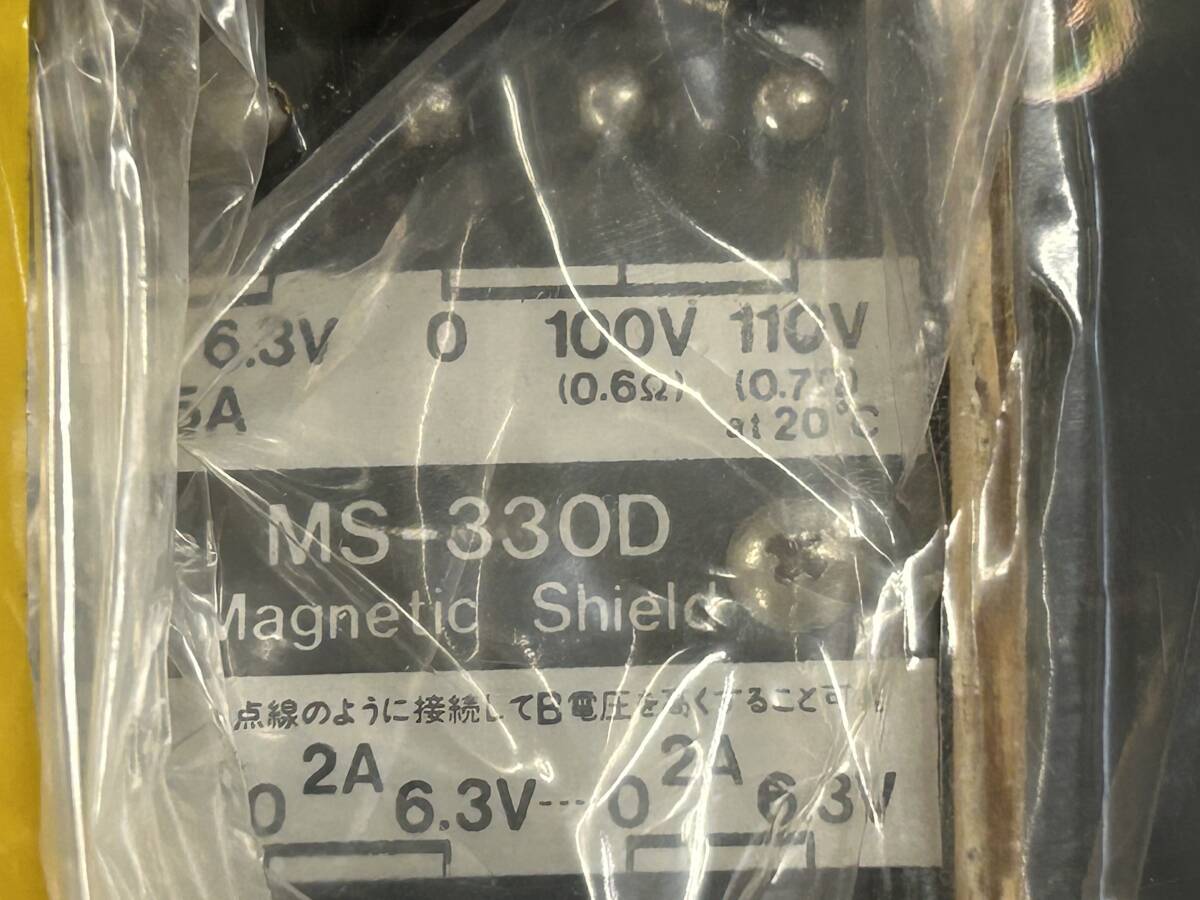 6.3V 0 100V 110V
(0.6Ω) (0.7Ω)
5A at 20°C
MS-330D
Magnetic Shield
点線のように接続してB電圧を高くすること可
2A 2A
0 6.3V---0 6.3V